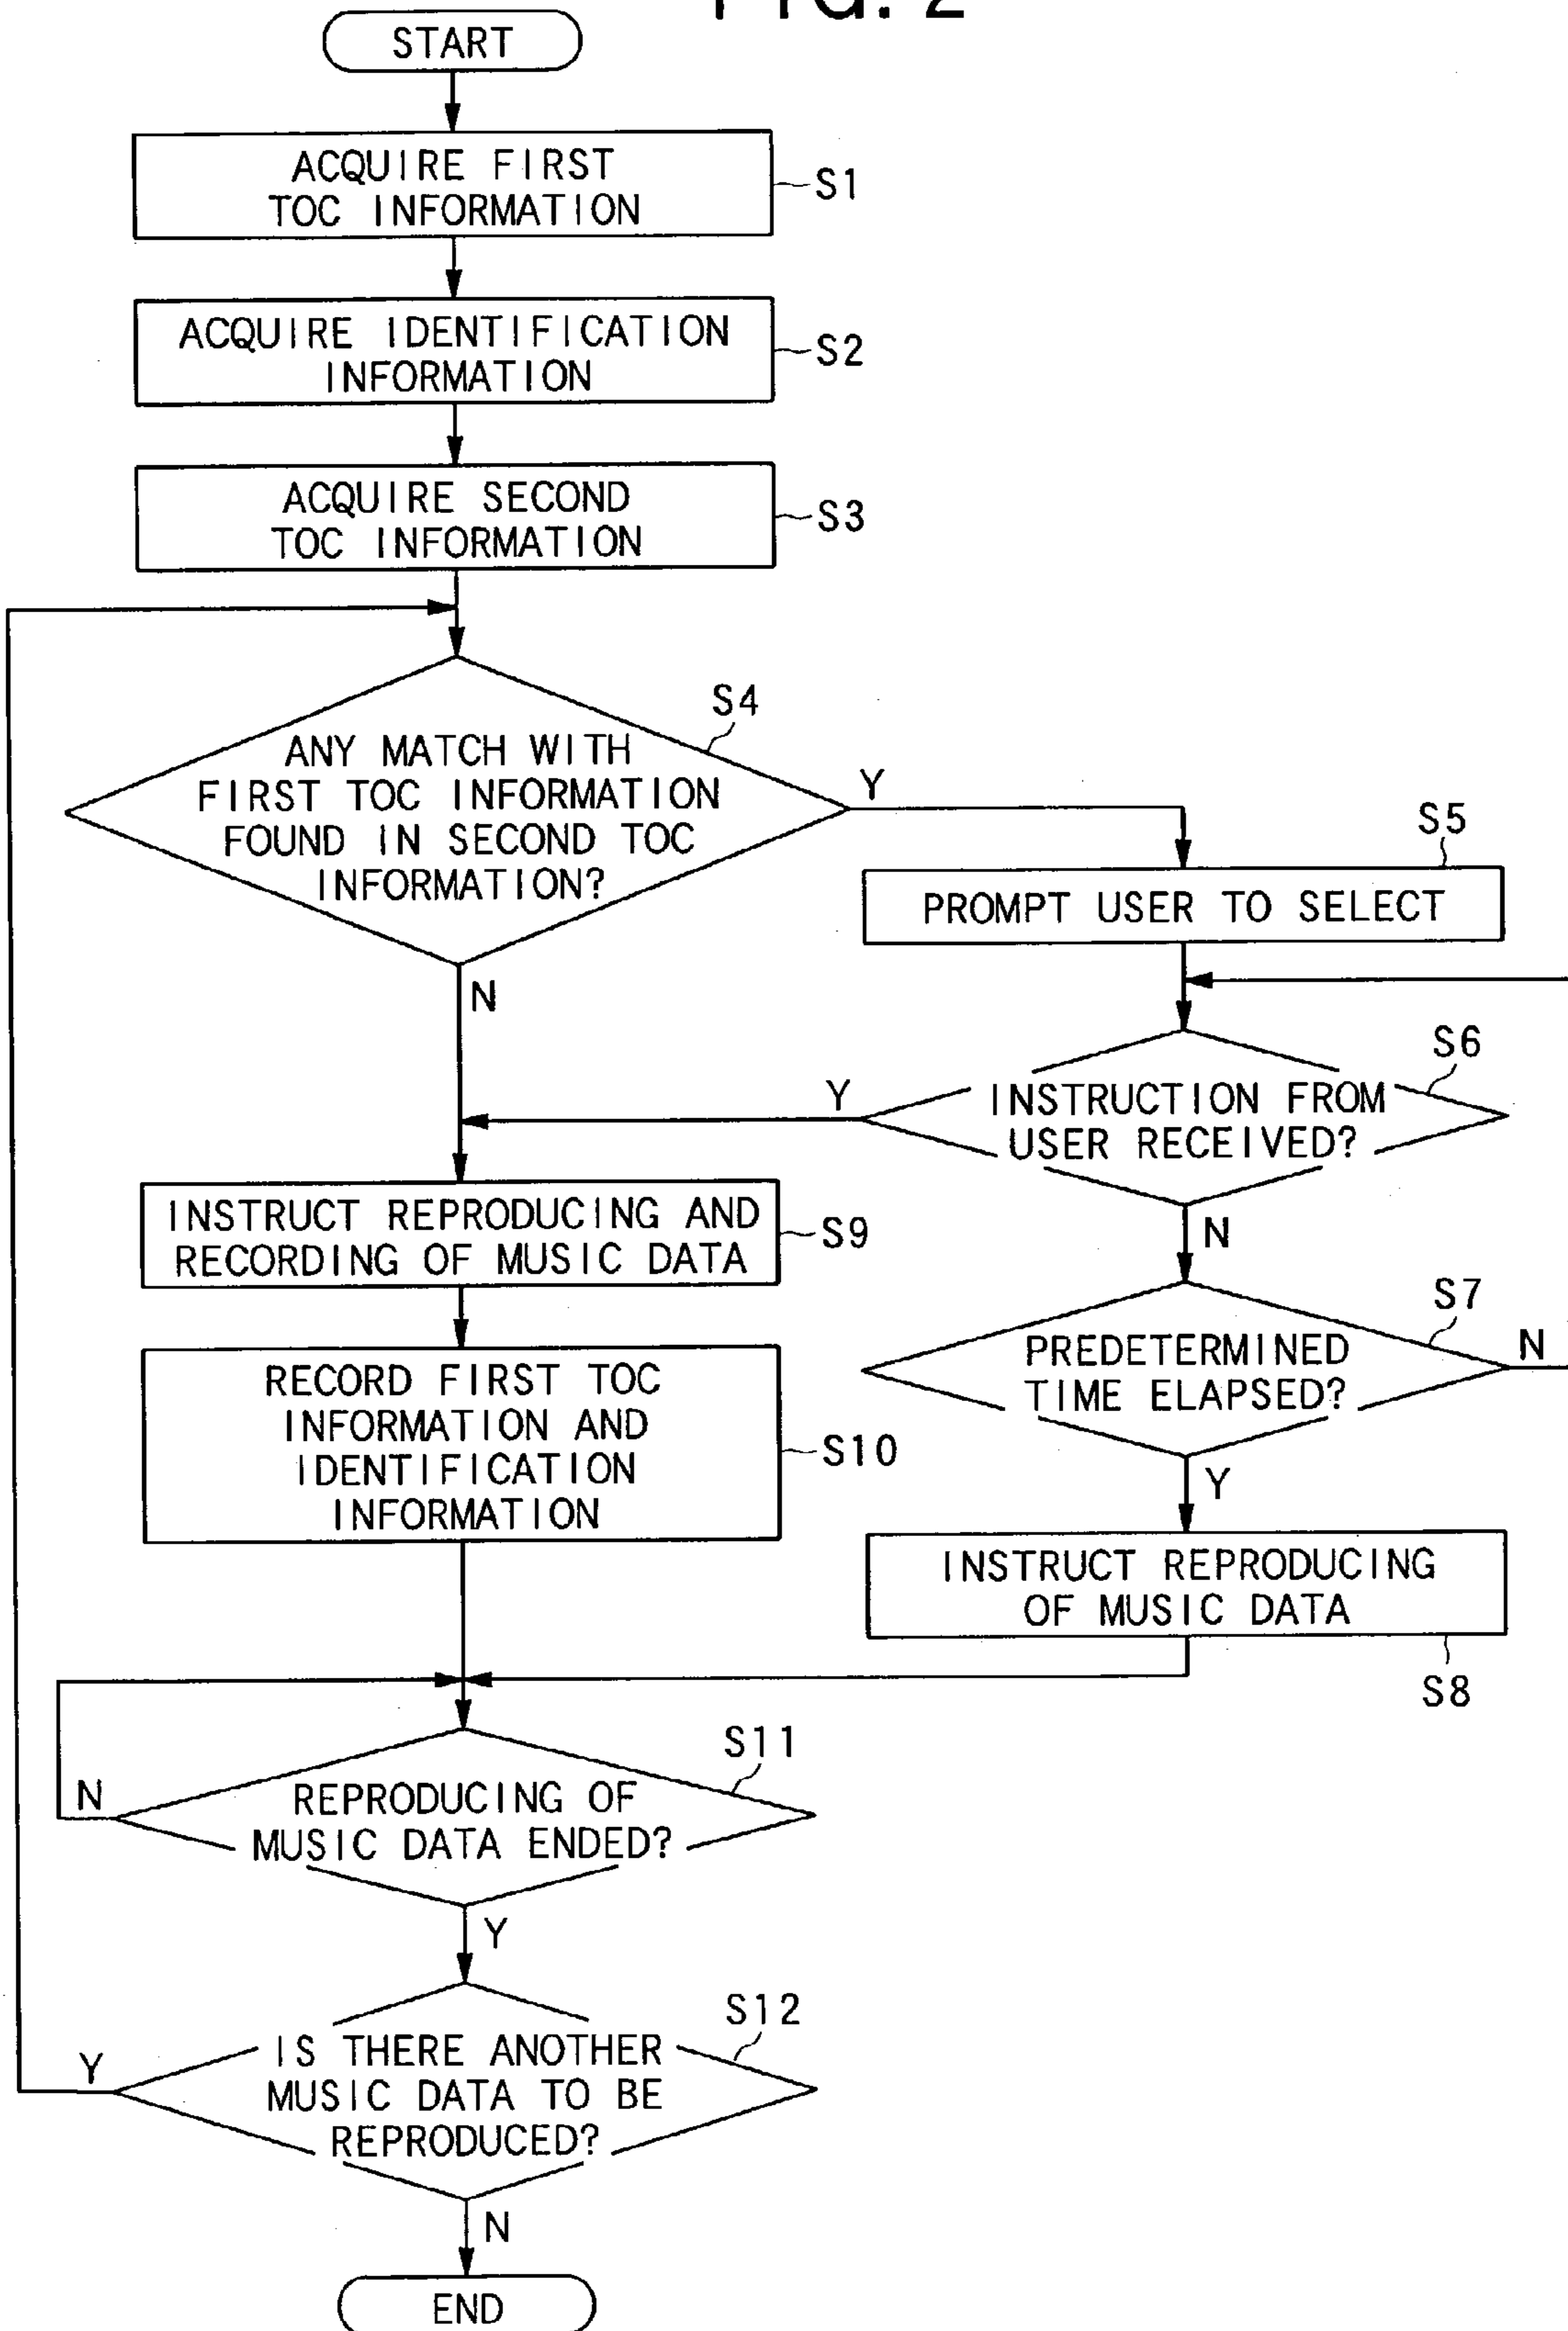 FIG. 2
START
ACQUIRE FIRST
TOC INFORMATION
S1
ACQUIRE IDENTIFICATION
INFORMATION
S2
ACQUIRE SECOND
TOC INFORMATION
S3
S4
ANY MATCH WITH
FIRST TOC INFORMATION
FOUND IN SECOND TOC
INFORMATION?
Y
N
S5
PROMPT USER TO SELECT
S6
INSTRUCTION FROM
USER RECEIVED?
Y
N
S7
PREDETERMINED
TIME ELAPSED?
N
Y
INSTRUCT REPRODUCING
OF MUSIC DATA
S8
INSTRUCT REPRODUCING AND
RECORDING OF MUSIC DATA
S9
RECORD FIRST TOC
INFORMATION AND
IDENTIFICATION
INFORMATION
S10
S11
REPRODUCING OF
MUSIC DATA ENDED?
N
Y
S12
IS THERE ANOTHER
MUSIC DATA TO BE
REPRODUCED?
Y
N
END